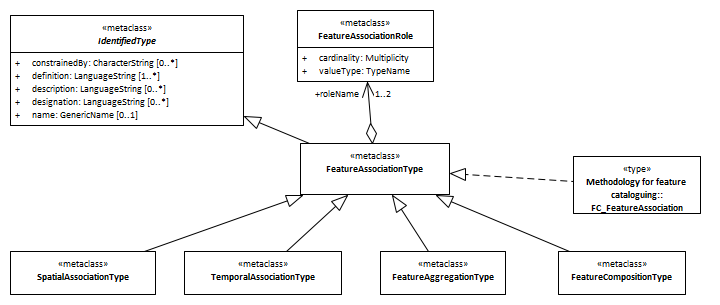 «metaclass»
IdentifiedType
+ constrainedBy: CharacterString [0..*]
+ definition: LanguageString [1..*]
+ description: LanguageString [0..*]
+ designation: LanguageString [0..*]
+ name: GenericName [0..1]
«metaclass»
FeatureAssociationRole
+ cardinality: Multiplicity
+ valueType: TypeName
+roleName
1..2
«metaclass»
FeatureAssociationType
«type»
Methodology for feature
cataloguing::
FC_FeatureAssociation
«metaclass»
SpatialAssociationType
«metaclass»
TemporalAssociationType
«metaclass»
FeatureAggregationType
«metaclass»
FeatureCompositionType